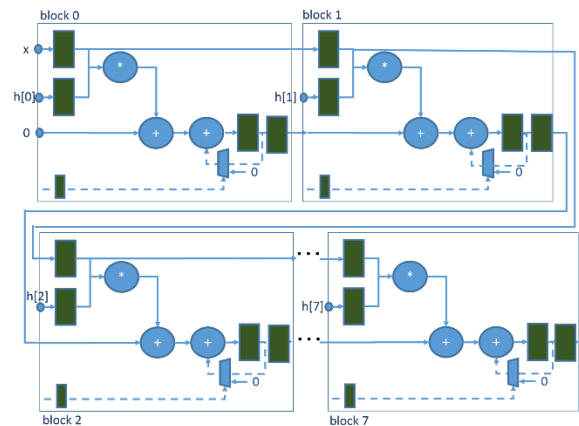 block 0
block 1
x
*
*
h[0]
h[1]
0
+
+
+
+
0
0
h[2]
*
...
h[7]
*
+
+
...
+
+
0
0
block 2
block 7